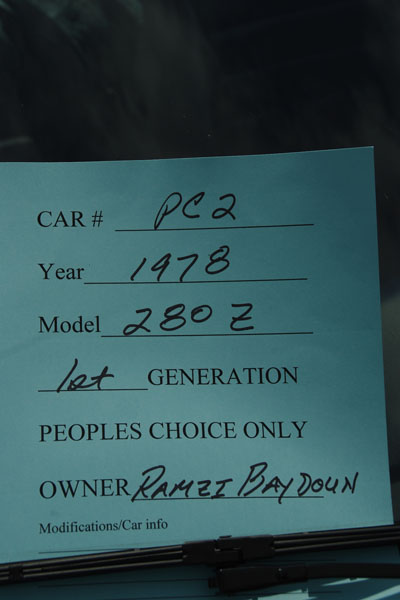 CAR # PC2
Year 1978
Model 280 Z
1st GENERATION
PEOPLES CHOICE ONLY
OWNER RAMZI BAYDOUN
Modifications/Car info